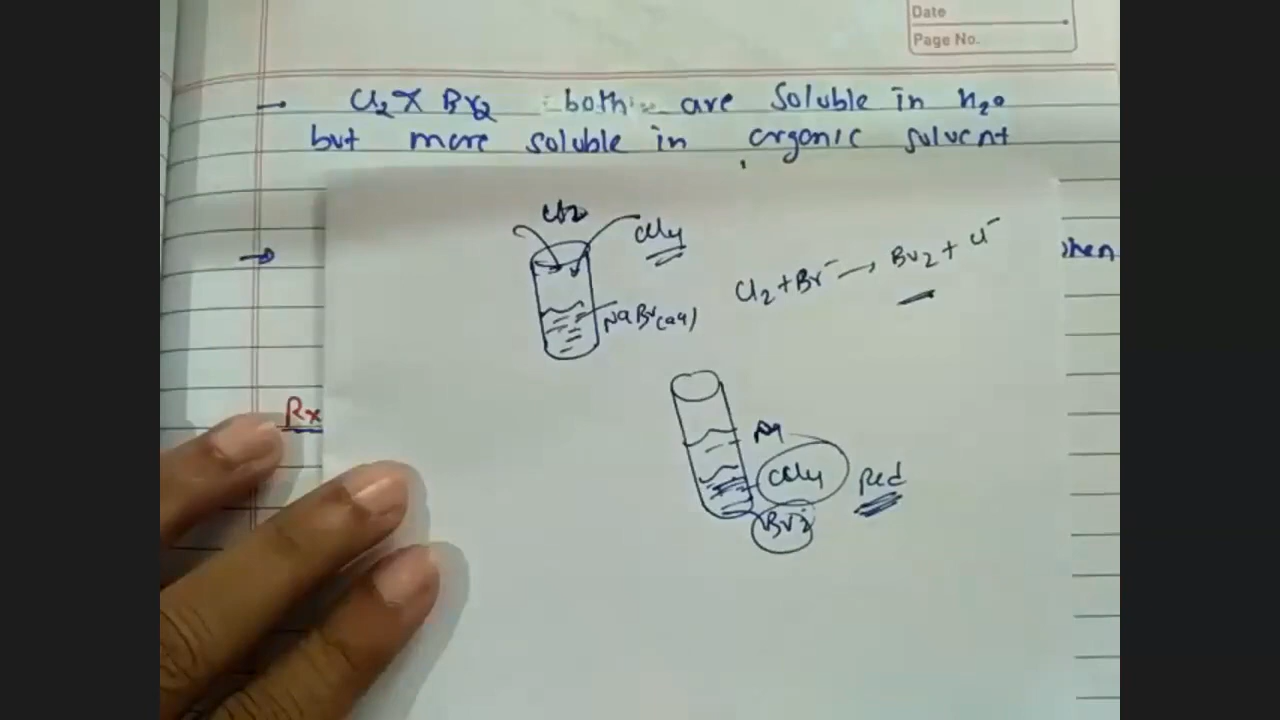 Date
Page No.
→ Cl2 & Br2 both are soluble in H2O
but more soluble in organic solvent
Cl2
CCl4
NaBr(aq)
Cl2 + Br⁻ → Br2 + Cl⁻
→
Rx
Aq
CCl4
Red
Br2